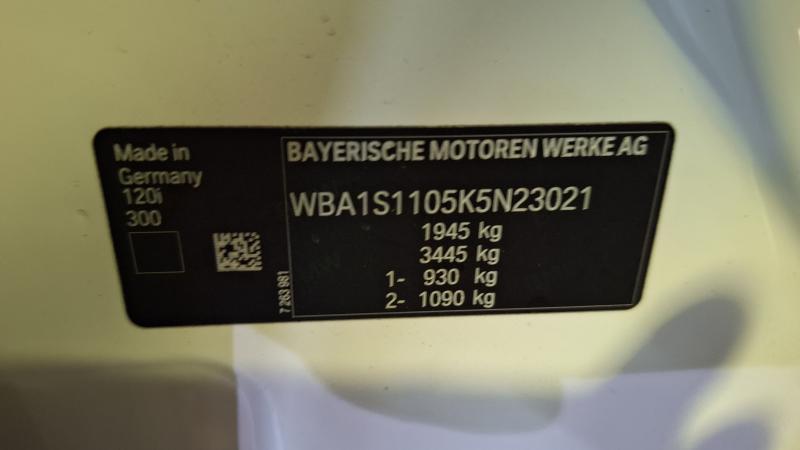 Made in
Germany
120i
300
7 263 981
BAYERISCHE MOTOREN WERKE AG
WBA1S1105K5N23021
1945 kg
3445 kg
1- 930 kg
2- 1090 kg